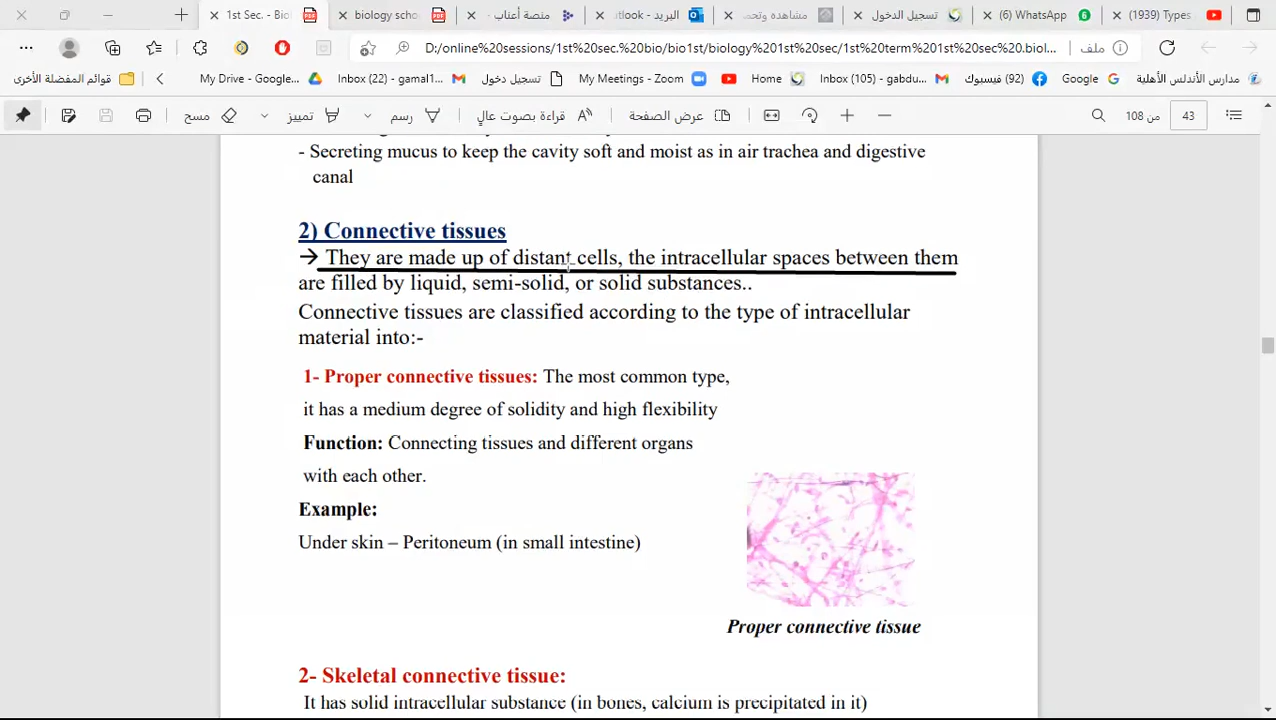 1st Sec. - Bio
biology scho
منصة أعتاب -
البريد - utlook
مشاهدة وتحم
تسجيل الدخول
(6) WhatsApp
6
(1939) Types
D:/online%20sessions/1st%20sec.%20bio/bio1st/biology%201st%20sec/1st%20term%201st%20sec%20.biol...
ملف
قوائم المفضلة الأخرى
My Drive - Google...
Inbox (22) - gamal1...
تسجيل دخول
My Meetings - Zoom
Home
Inbox (105) - gabdu...
(92) فيسبوك
Google
مدارس الأندلس الأهلية
مسح
تمييز
رسم
قراءة بصوت عالٍ
عرض الصفحة
من 108
43
- Secreting mucus to keep the cavity soft and moist as in air trachea and digestive
canal
2) Connective tissues
→ They are made up of distant cells, the intracellular spaces between them
are filled by liquid, semi-solid, or solid substances..
Connective tissues are classified according to the type of intracellular
material into:-
1- Proper connective tissues: The most common type,
it has a medium degree of solidity and high flexibility
Function: Connecting tissues and different organs
with each other.
Example:
Under skin – Peritoneum (in small intestine)
Proper connective tissue
2- Skeletal connective tissue:
It has solid intracellular substance (in bones, calcium is precipitated in it)